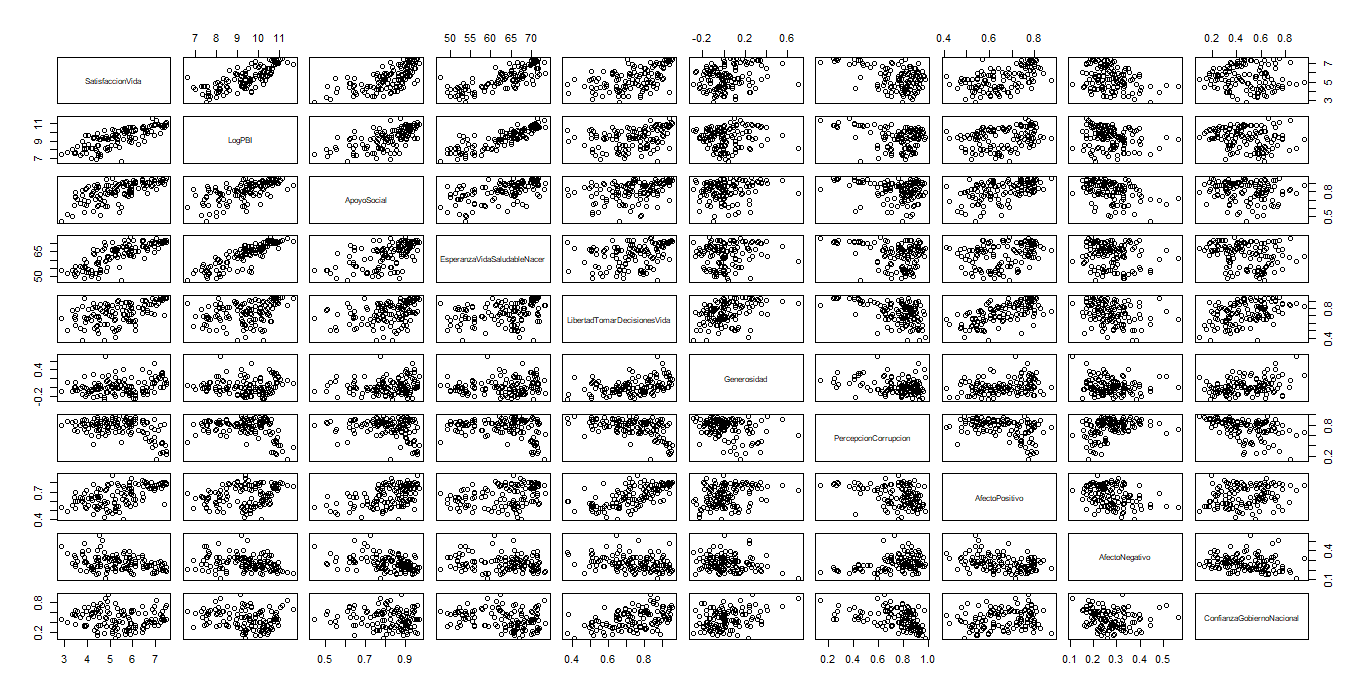 7 8 9 10 11 50 55 60 65 70 -0.2 0.2 0.6 0.4 0.6 0.8 0.2 0.4 0.6 0.8
SatisfaccionVida 3 5 7
7 9 11 LogPBI
ApoyoSocial 0.5 0.8
50 65 EsperanzaVidaSaludableNacer
LibertadTomarDecisionesVida 0.4 0.8
-0.2 0.4 Generosidad
PercepcionCorrupcion 0.2 0.8
0.4 0.7 AfectoPositivo
AfectoNegativo 0.1 0.4
0.2 0.8 ConfianzaGobiernoNacional
3 4 5 6 7 0.5 0.7 0.9 0.4 0.6 0.8 0.2 0.4 0.6 0.8 1.0 0.1 0.2 0.3 0.4 0.5